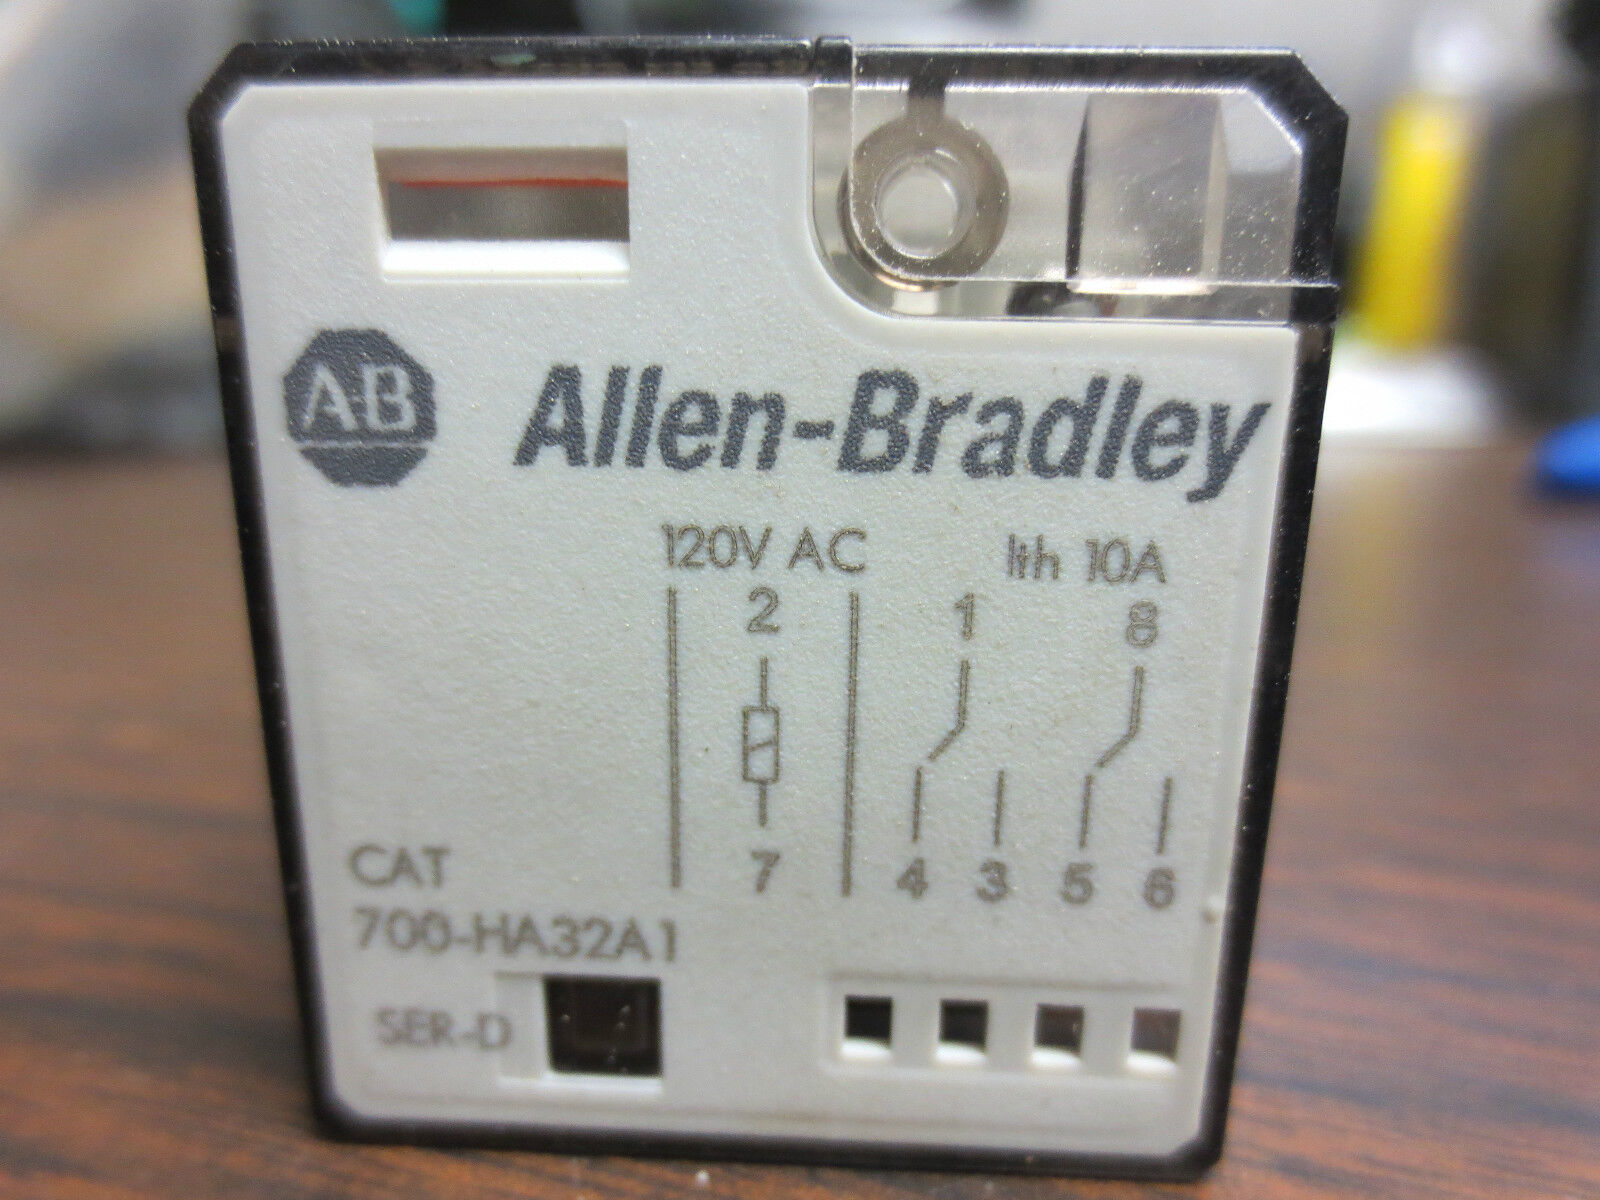 AB
Allen-Bradley
120V AC
Ith 10A
2
1
8
7
4 3 5 6
CAT
700-HA32A1
SER-D